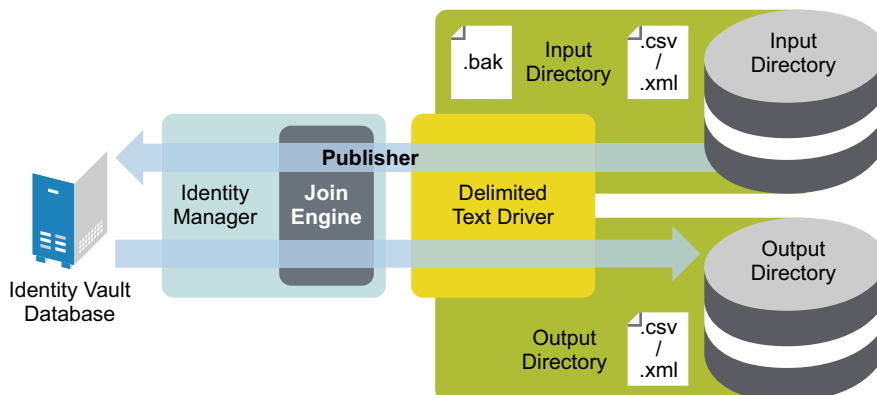 .bak
Input
Directory
.csv
/
.xml
Input
Directory
Publisher
Identity
Manager
Join
Engine
Delimited
Text Driver
Identity Vault
Database
Output
Directory
Output
Directory
.csv
/
.xml